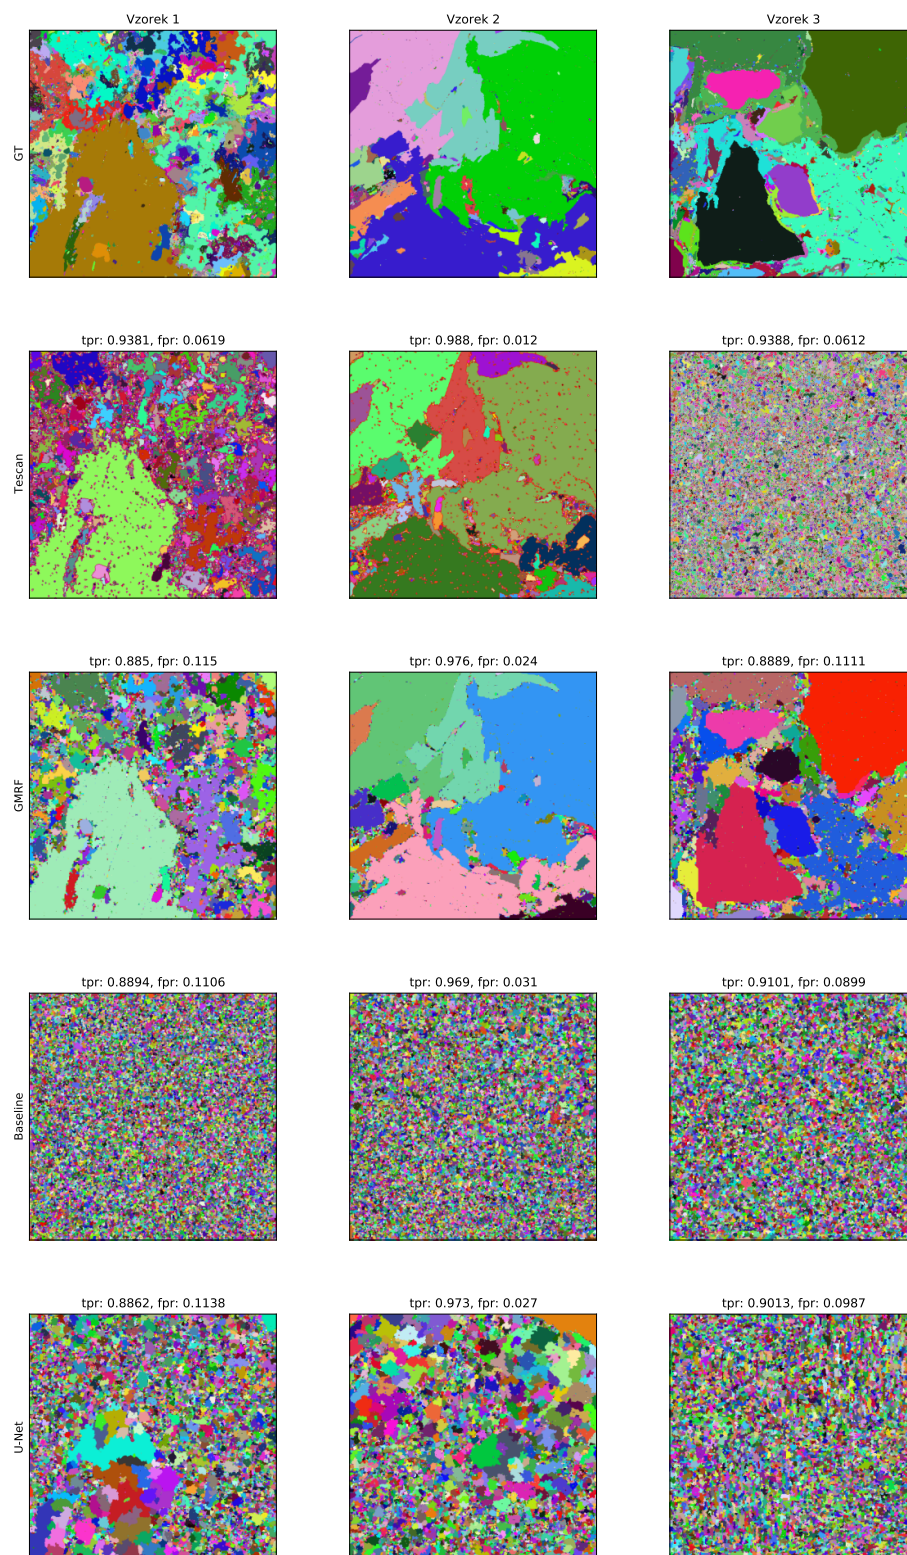 Vzorek 1
Vzorek 2
Vzorek 3
GT
tpr: 0.9381, fpr: 0.0619
tpr: 0.988, fpr: 0.012
tpr: 0.9388, fpr: 0.0612
Tescan
tpr: 0.885, fpr: 0.115
tpr: 0.976, fpr: 0.024
tpr: 0.8889, fpr: 0.1111
GMRF
tpr: 0.8894, fpr: 0.1106
tpr: 0.969, fpr: 0.031
tpr: 0.9101, fpr: 0.0899
Baseline
tpr: 0.8862, fpr: 0.1138
tpr: 0.973, fpr: 0.027
tpr: 0.9013, fpr: 0.0987
U-Net